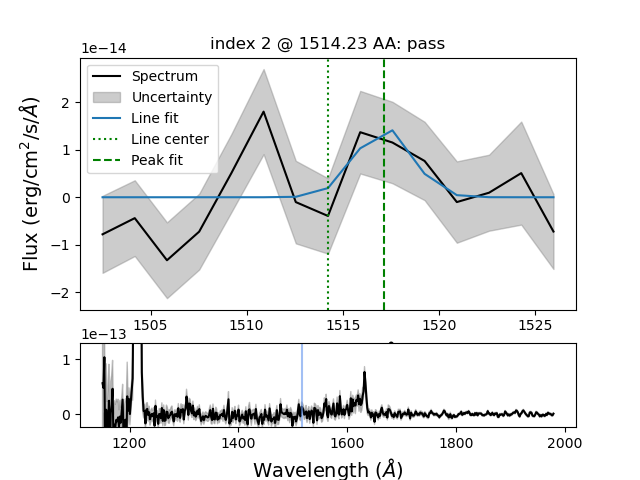 index 2 @ 1514.23 AA: pass
1e−14
Spectrum
Uncertainty
Line fit
Line center
Peak fit
2
1
0
−1
−2
Flux (erg/cm²/s/Å)
1505 1510 1515 1520 1525
1e−13
1
0
1200 1400 1600 1800 2000
Wavelength (Å)